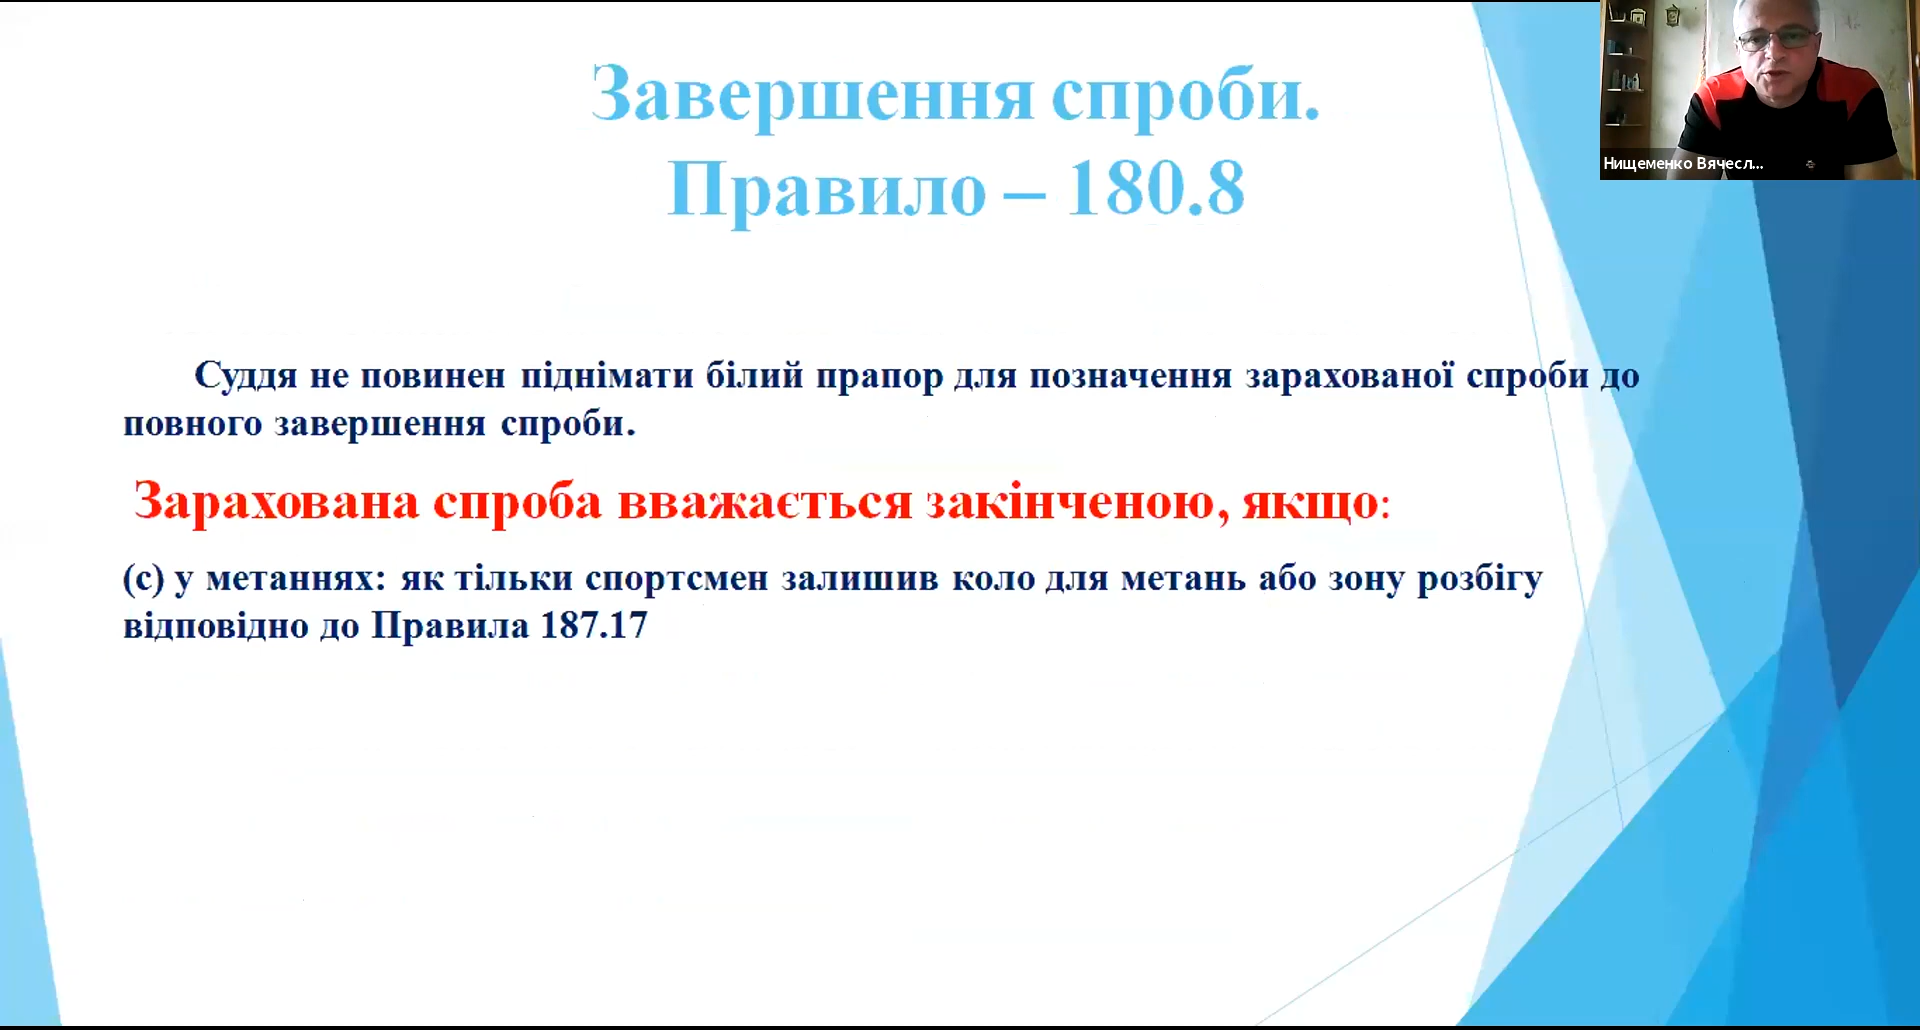 Завершення спроби.
Правило – 180.8
Нищеменко Вячесл...
Суддя не повинен піднімати білий прапор для позначення зарахованої спроби до
повного завершення спроби.
Зарахована спроба вважається закінченою, якщо:
(с) у метаннях: як тільки спортсмен залишив коло для метань або зону розбігу
відповідно до Правила 187.17